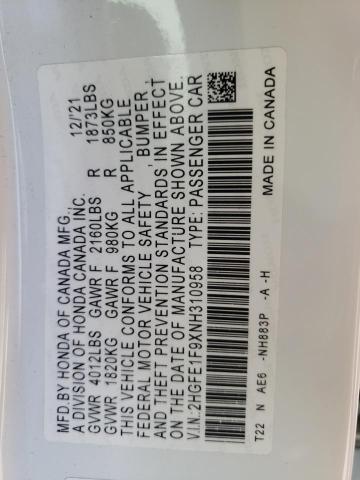 MFD.BY HONDA OF CANADA MFG., 12/'21
A DIVISION OF HONDA CANADA INC.
GVWR 4012LBS GAWR F 2160LBS R 1873LBS
GVWR 1820KG GAWR F 980KG R 850KG
THIS VEHICLE CONFORMS TO ALL APPLICABLE
FEDERAL MOTOR VEHICLE SAFETY , BUMPER ,
AND THEFT PREVENTION STANDARDS IN EFFECT
ON THE DATE OF MANUFACTURE SHOWN ABOVE.
V.I.N.:2HGFE1F9XNH310958 TYPE: PASSENGER CAR
T22 N AE6 -NH883P -A -H
MADE IN CANADA